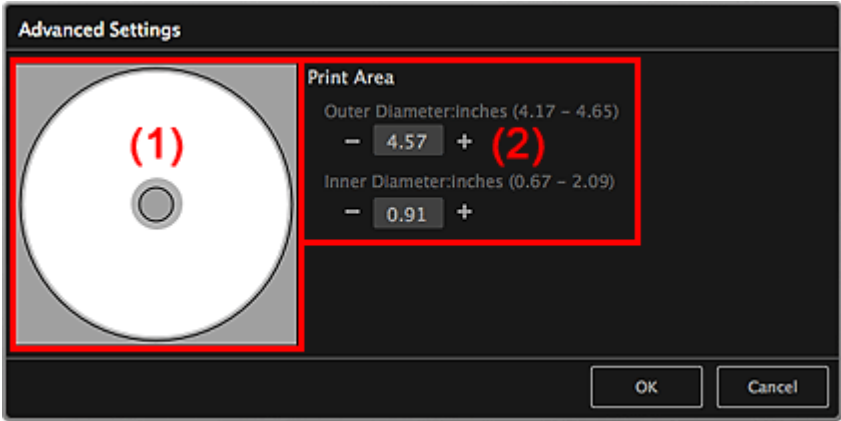 Advanced Settings
(1)
Print Area
Outer Diameter:inches (4.17 – 4.65)
− 4.57 + (2)
Inner Diameter:inches (0.67 – 2.09)
− 0.91 +
OK Cancel